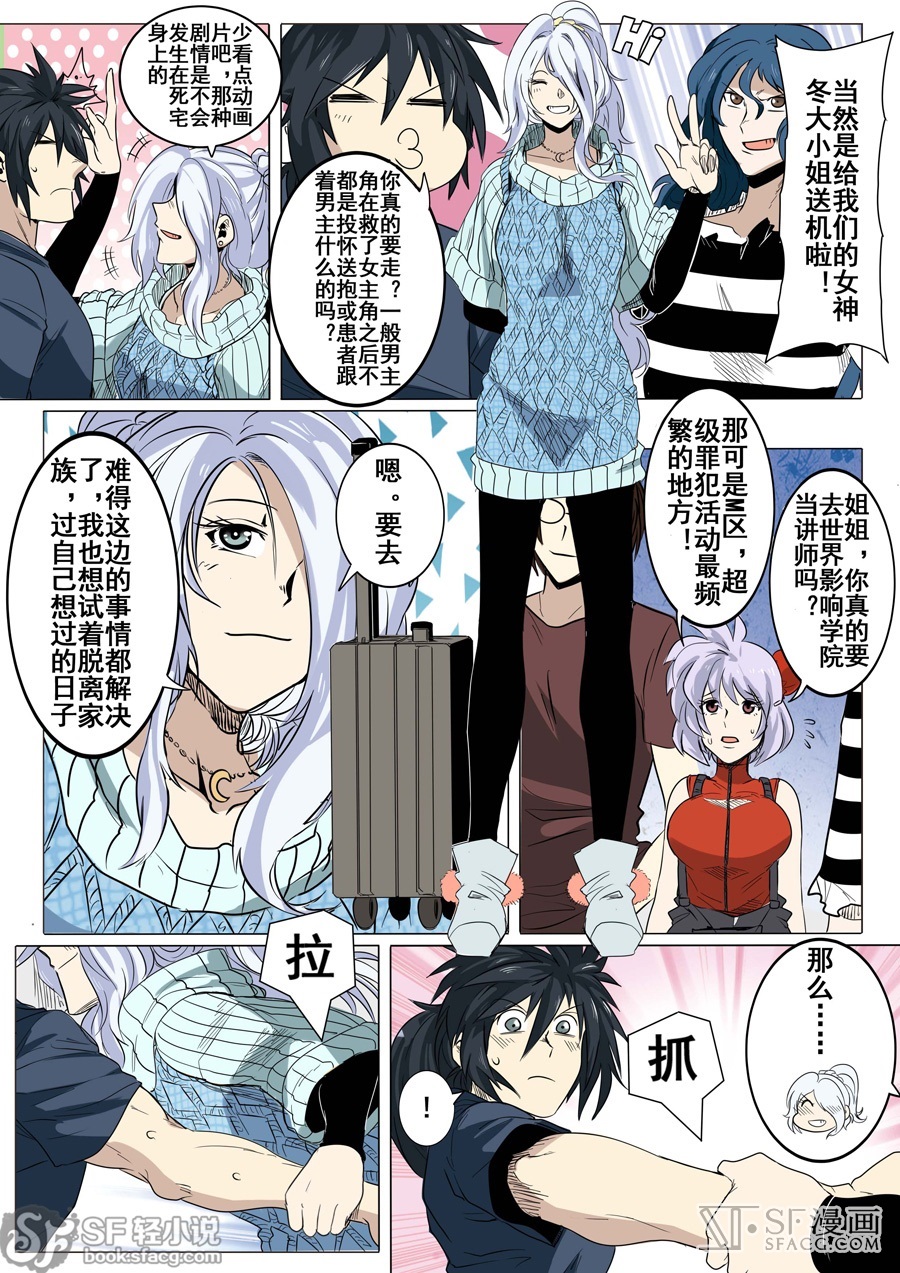 当然是给我们的女神
冬大小姐送机啦！
Hi
你真的要走？一般男主
角在救了女主角之后不
都是投怀送抱或患者跟
着男主什么的吗？
少看点动画
片吧，那种
剧情是不会
发生在死宅
身上的
姐姐，你真的要
去世界影响学院
当讲师吗？
那可是M区，超
级罪犯活动最频
繁的地方！
嗯。要去
难得这边的事情都解决
了，我也想试着脱离家
族，过自己想过的日子
那么……
抓
！
拉
SF轻小说
books.sfacg.com
SF漫画
SFACG.COM